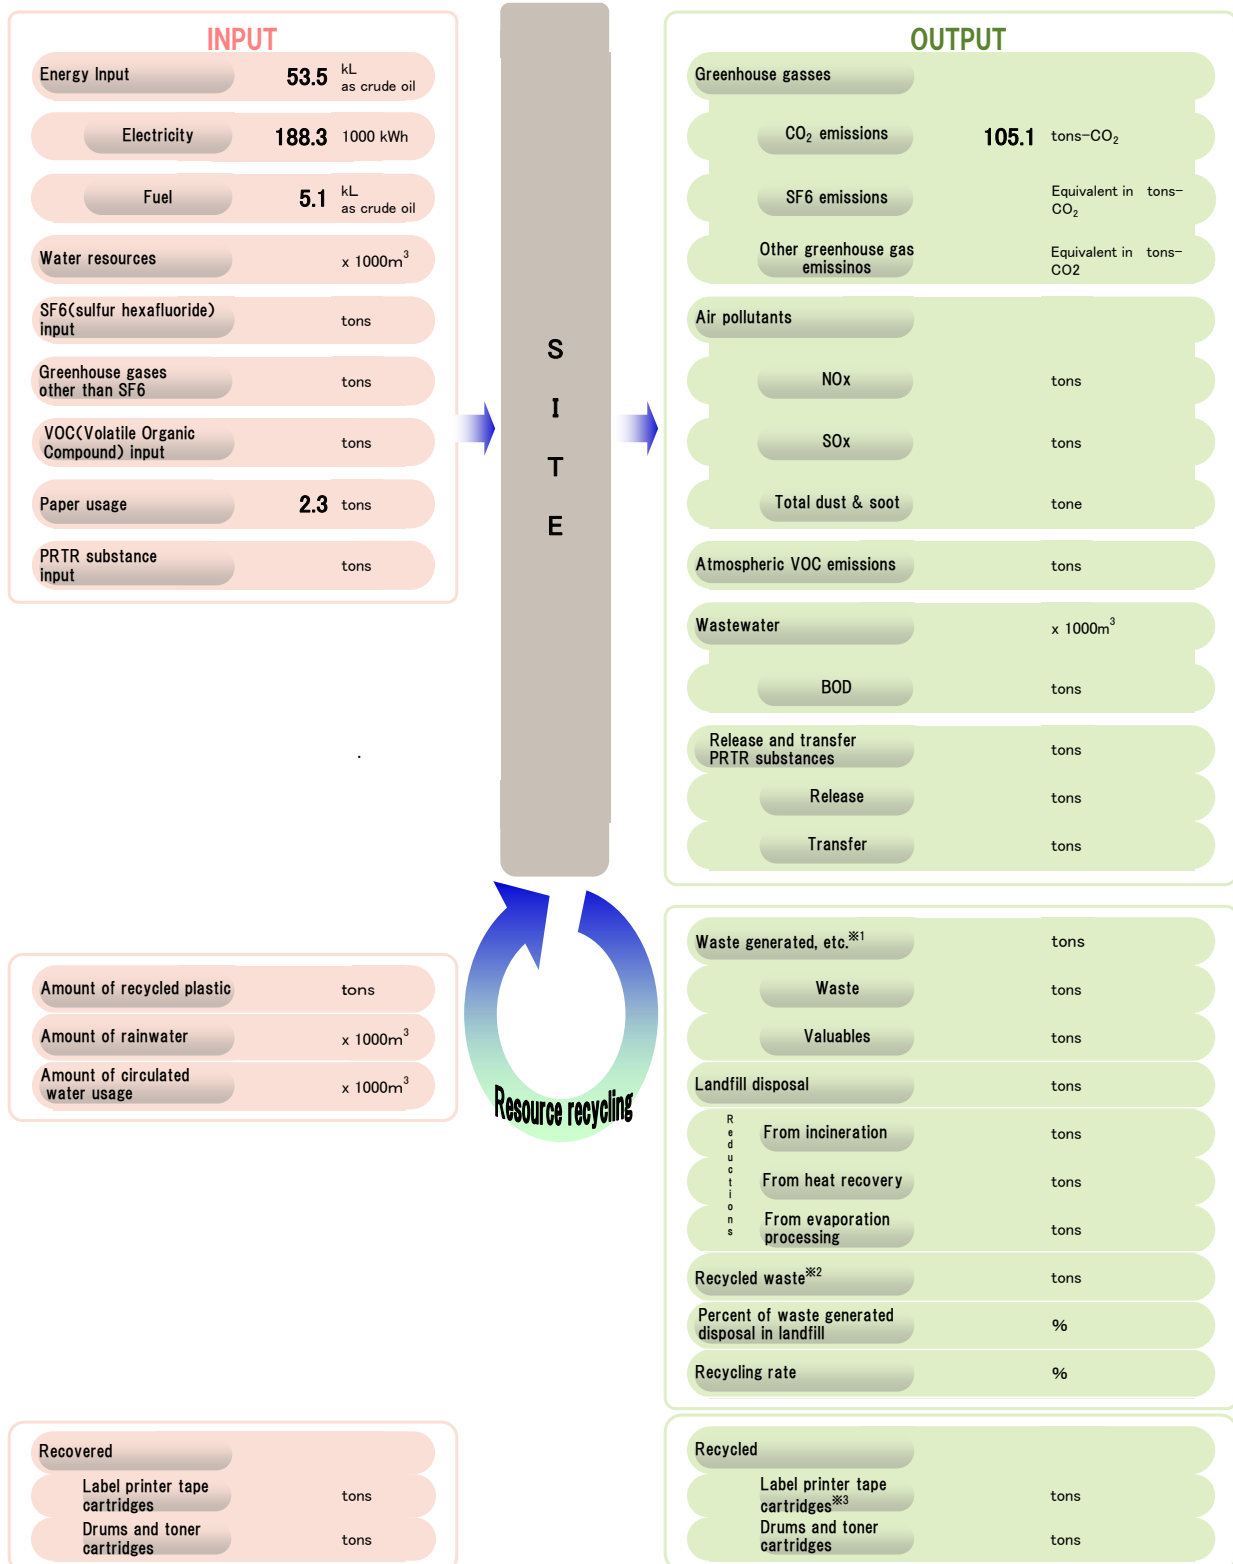 INPUT
Energy Input 53.5 kL
as crude oil
Electricity 188.3 1000 kWh
Fuel 5.1 kL
as crude oil
Water resources x 1000m³
SF6(sulfur hexafluoride)
input tons
Greenhouse gases
other than SF6 tons
VOC(Volatile Organic
Compound) input tons
Paper usage 2.3 tons
PRTR substance
input tons
S
I
T
E
OUTPUT
Greenhouse gasses
CO₂ emissions 105.1 tons-CO₂
SF6 emissions Equivalent in tons-
CO₂
Other greenhouse gas
emissinos Equivalent in tons-
CO2
Air pollutants
NOx tons
SOx tons
Total dust & soot tone
Atmospheric VOC emissions tons
Wastewater x 1000m³
BOD tons
Release and transfer
PRTR substances tons
Release tons
Transfer tons
Amount of recycled plastic tons
Amount of rainwater x 1000m³
Amount of circulated
water usage x 1000m³
Resource recycling
Waste generated, etc.※1 tons
Waste tons
Valuables tons
Landfill disposal tons
Reductions
From incineration tons
From heat recovery tons
From evaporation
processing tons
Recycled waste※2 tons
Percent of waste generated
disposal in landfill %
Recycling rate %
Recovered
Label printer tape
cartridges tons
Drums and toner
cartridges tons
Recycled
Label printer tape
cartridges※3 tons
Drums and toner
cartridges tons